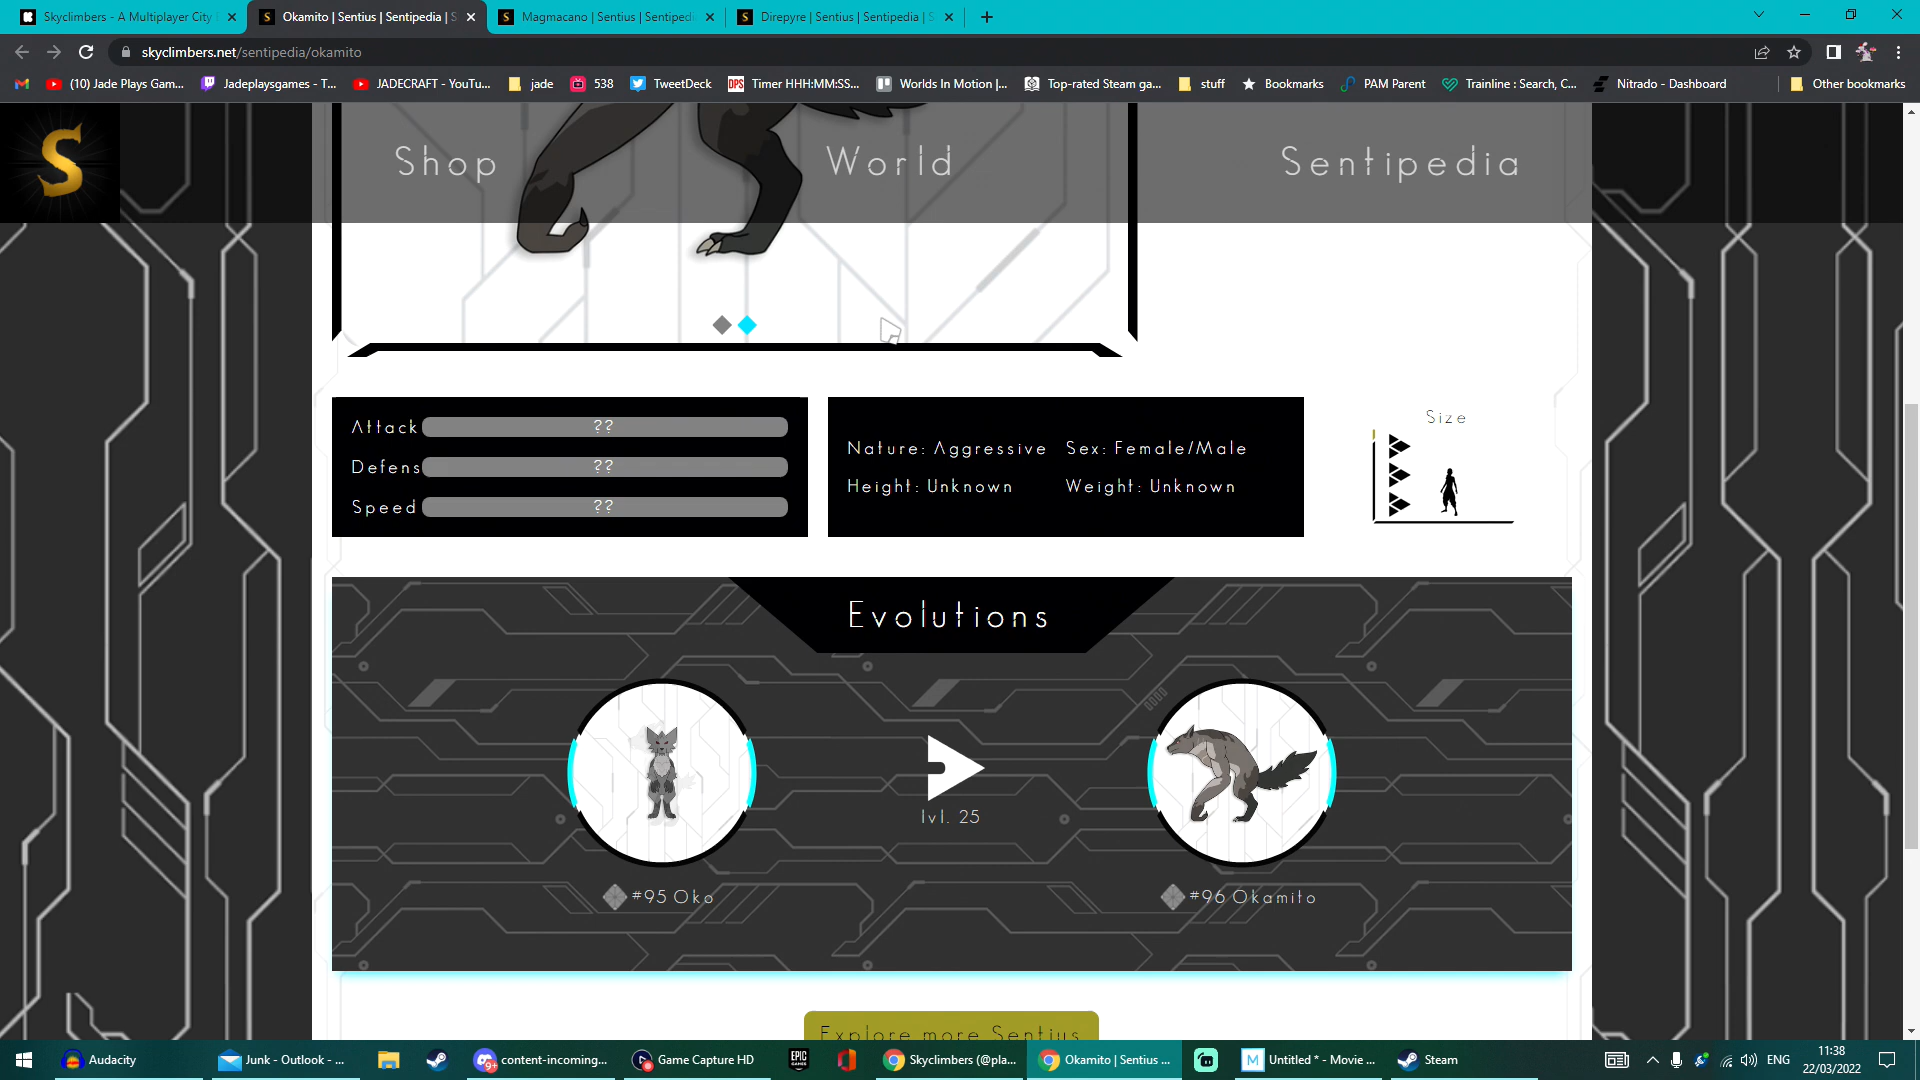 Skyclimbers - A Multiplayer City
Okamito | Sentius | Sentipedia |
Magmacano | Sentius | Sentiped
Direpyre | Sentius | Sentipedia |
skyclimbers.net/sentipedia/okamito
(10) Jade Plays Gam...
Jadeplaysgames - T...
JADECRAFT - YouTu...
jade
538
TweetDeck
DPS
Timer HHH:MM:SS...
Worlds In Motion |...
Top-rated Steam ga...
stuff
Bookmarks
PAM Parent
Trainline : Search, C...
Nitrado - Dashboard
Other bookmarks
S
Shop
World
Sentipedia
Attack ??
Defens ??
Speed ??
Nature: Aggressive Sex: Female/Male
Height: Unknown Weight: Unknown
Size
Evolutions
lvl. 25
#95 Oko
#96 Okamito
Explore more Sentius
Audacity
Junk - Outlook - ...
9+
content-incoming...
Game Capture HD
EPIC
Skyclimbers (@pla...
Okamito | Sentius ...
M
Untitled * - Movie ...
Steam
ENG
11:38
22/03/2022